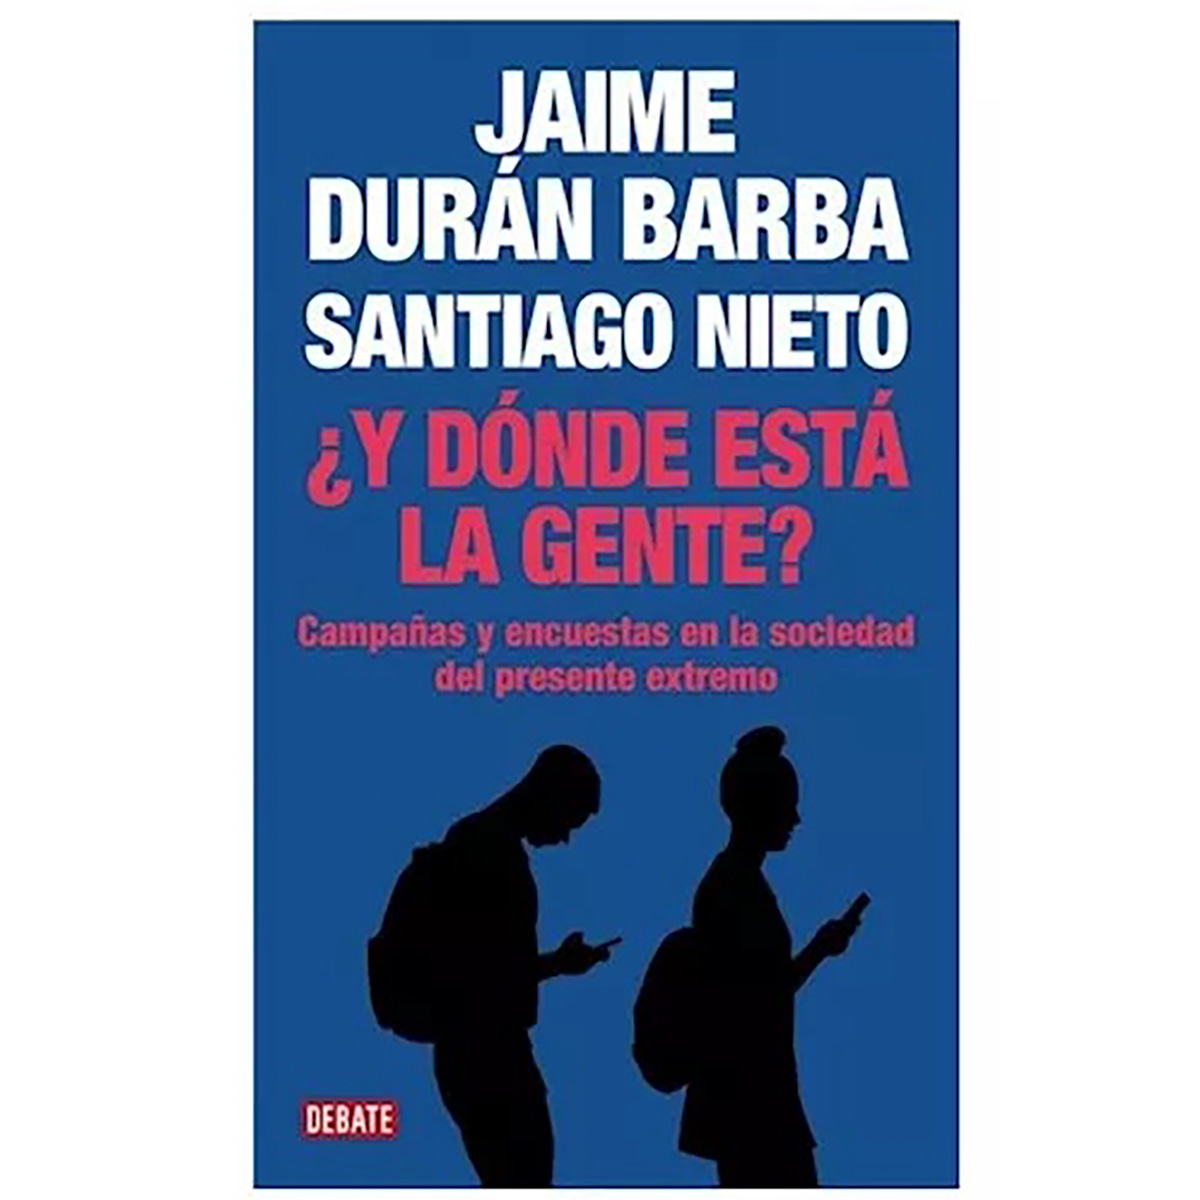 JAIME
DURÁN BARBA
SANTIAGO NIETO
¿Y DÓNDE ESTÁ
LA GENTE?
Campañas y encuestas en la sociedad
del presente extremo
DEBATE